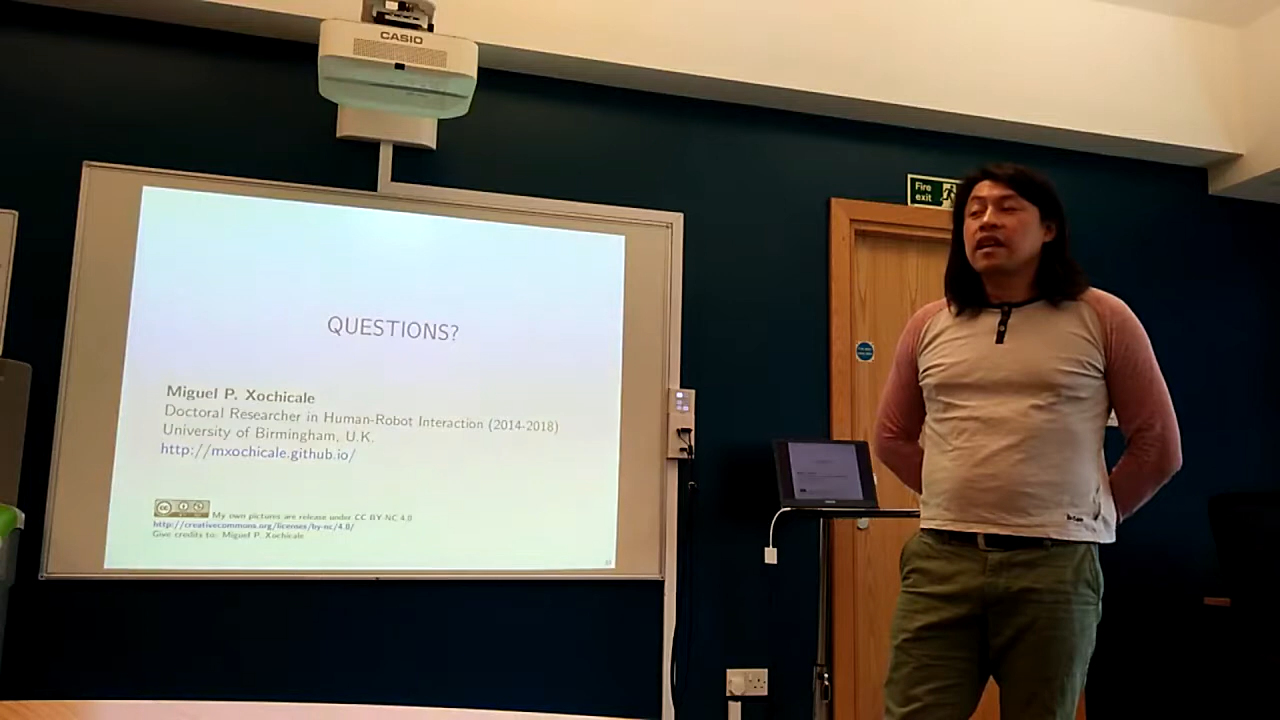 CASIO
Fire
exit
QUESTIONS?
Miguel P. Xochicale
Doctoral Researcher in Human-Robot Interaction (2014-2018)
University of Birmingham, U.K.
http://mxochicale.github.io/
My own pictures are release under CC BY-NC 4.0
http://creativecommons.org/licenses/by-nc/4.0/
Give credits to: Miguel P. Xochicale